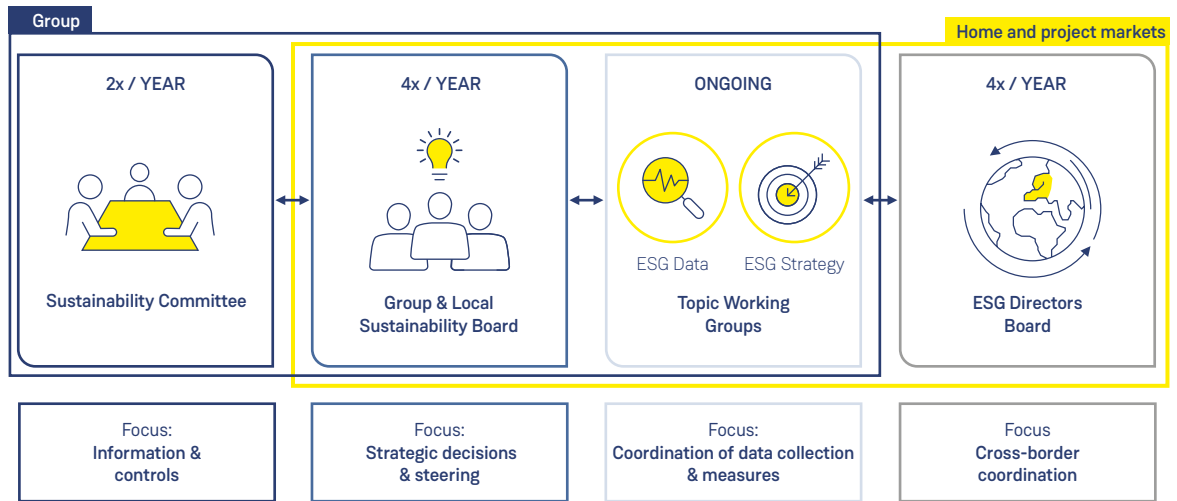 Group
Home and project markets
2x / YEAR
Sustainability Committee
4x / YEAR
Group & Local
Sustainability Board
ONGOING
ESG Data
ESG Strategy
Topic Working
Groups
4x / YEAR
ESG Directors
Board
Focus:
Information &
controls
Focus:
Strategic decisions
& steering
Focus:
Coordination of data collection
& measures
Focus
Cross-border
coordination